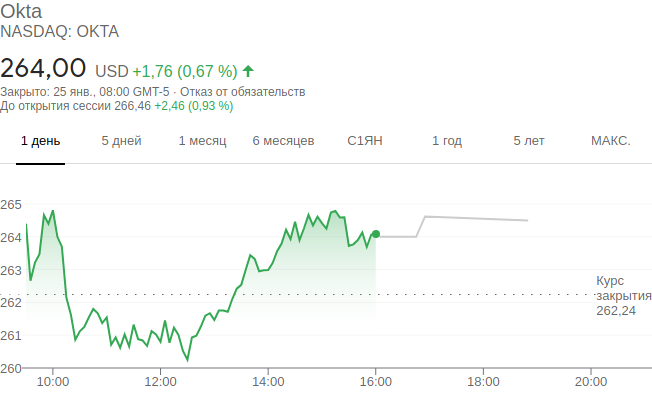 Okta
NASDAQ: OKTA
264,00 USD +1,76 (0,67 %)
Закрыто: 25 янв., 08:00 GMT-5 · Отказ от обязательств
До открытия сессии 266,46 +2,46 (0,93 %)
1 день 5 дней 1 месяц 6 месяцев С1ЯН 1 год 5 лет МАКС.
265
264
263
262
261
260
Курс
закрытия
262,24
10:00 12:00 14:00 16:00 18:00 20:00